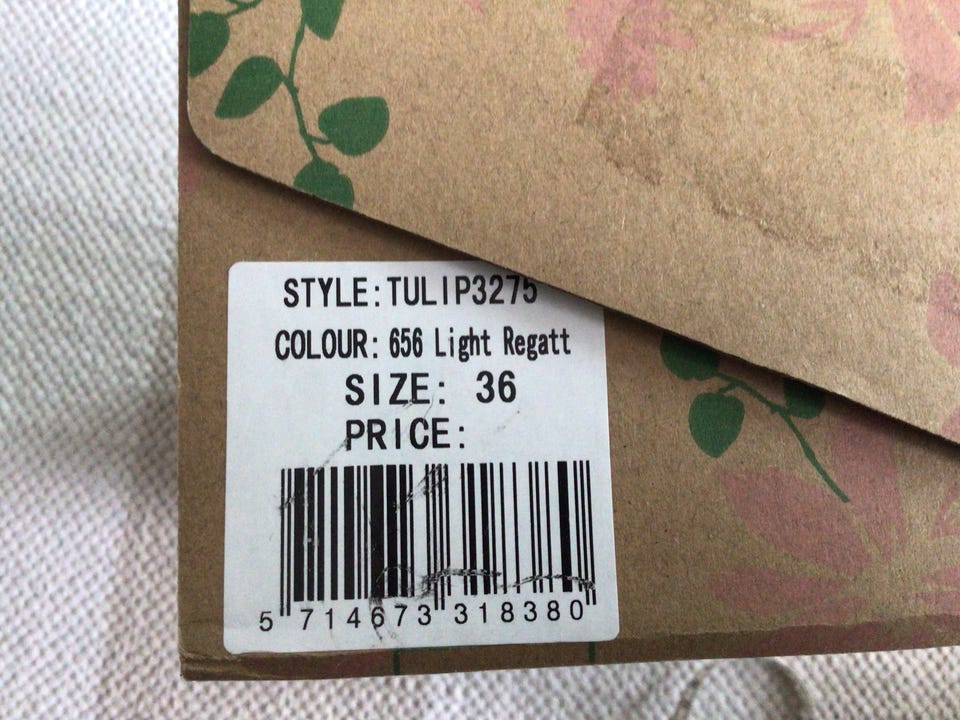 STYLE:TULIP3275
COLOUR: 656 Light Regatt
SIZE: 36
PRICE:
5 714673 318380